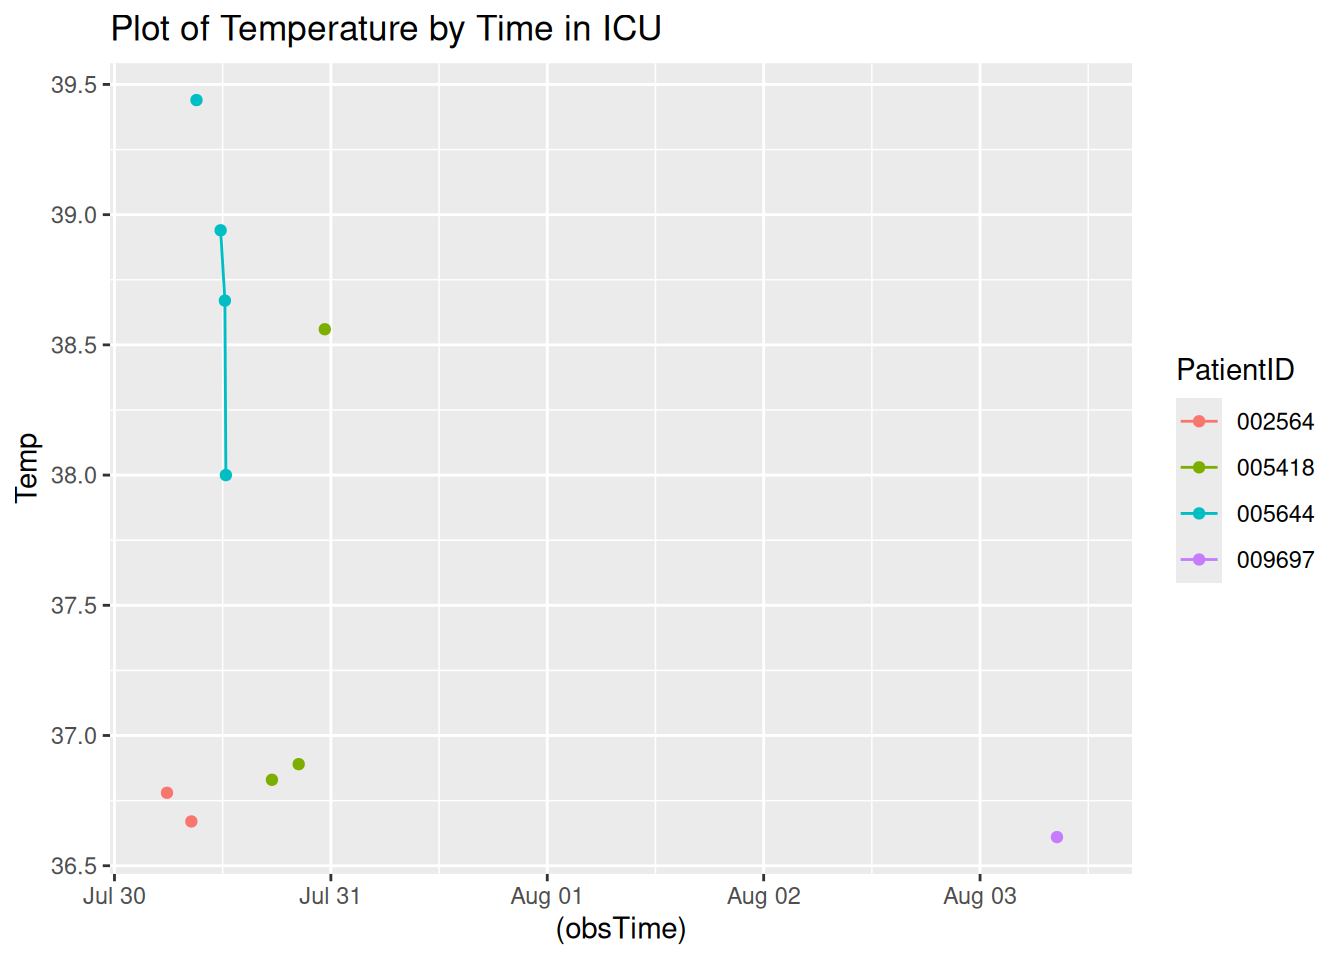 Plot of Temperature by Time in ICU
39.5
39.0
38.5
38.0
37.5
37.0
36.5
Temp
Jul 30 Jul 31 Aug 01 Aug 02 Aug 03
(obsTime)
PatientID
002564
005418
005644
009697